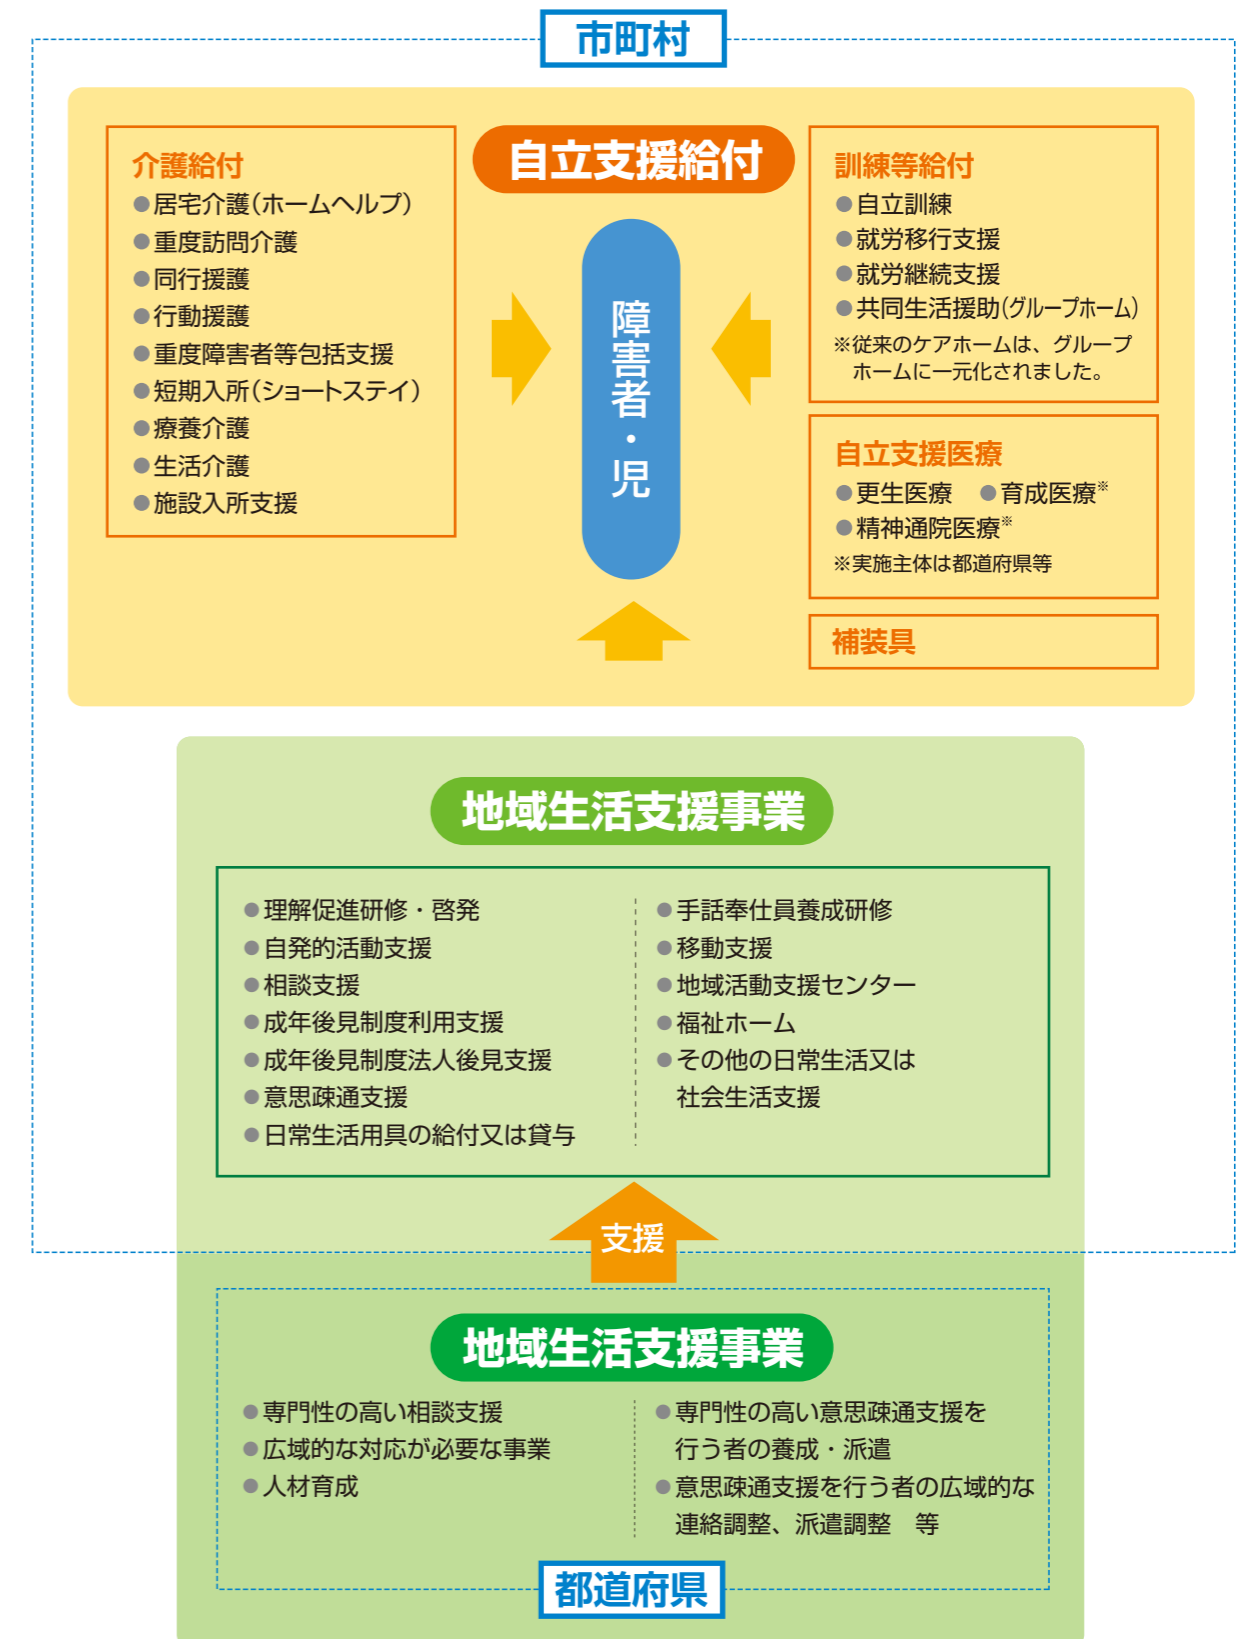 市町村
自立支援給付
介護給付
●居宅介護(ホームヘルプ)
●重度訪問介護
●同行援護
●行動援護
●重度障害者等包括支援
●短期入所(ショートステイ)
●療養介護
●生活介護
●施設入所支援
障害者・児
訓練等給付
●自立訓練
●就労移行支援
●就労継続支援
●共同生活援助(グループホーム)
※従来のケアホームは、グループ
ホームに一元化されました。
自立支援医療
●更生医療 ●育成医療※
●精神通院医療※
※実施主体は都道府県等
補装具
地域生活支援事業
●理解促進研修・啓発
●自発的活動支援
●相談支援
●成年後見制度利用支援
●成年後見制度法人後見支援
●意思疎通支援
●日常生活用具の給付又は貸与
●手話奉仕員養成研修
●移動支援
●地域活動支援センター
●福祉ホーム
●その他の日常生活又は
社会生活支援
支援
地域生活支援事業
●専門性の高い相談支援
●広域的な対応が必要な事業
●人材育成
●専門性の高い意思疎通支援を
行う者の養成・派遣
●意思疎通支援を行う者の広域的な
連絡調整、派遣調整　等
都道府県